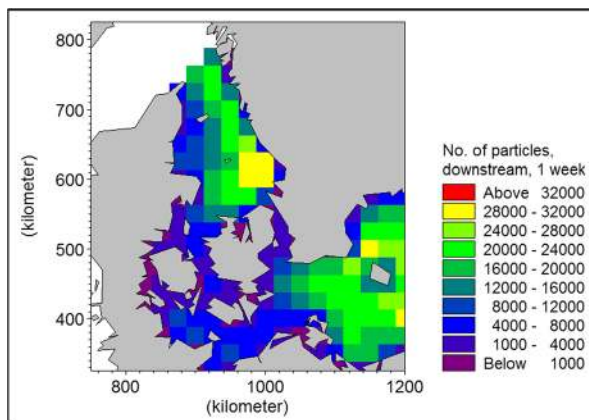 800
700
600
500
400
(kilometer)
800
1000
1200
(kilometer)
No. of particles,
downstream, 1 week
Above 32000
28000 - 32000
24000 - 28000
20000 - 24000
16000 - 20000
12000 - 16000
8000 - 12000
4000 - 8000
1000 - 4000
Below 1000